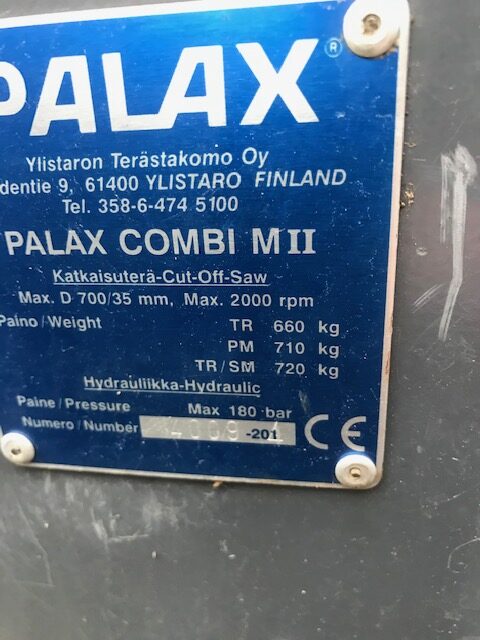 PALAX ®
Ylistaron Terästakomo Oy
dentie 9, 61400 YLISTARO FINLAND
Tel. 358-6-474 5100
PALAX COMBI M II
Katkaisuterä-Cut-Off-Saw
Max. D 700/35 mm, Max. 2000 rpm
Paino/Weight TR 660 kg
PM 710 kg
TR/SM 720 kg
Hydrauliikka-Hydraulic
Paine/Pressure Max 180 bar
Numero/Number 4009 -201 CE